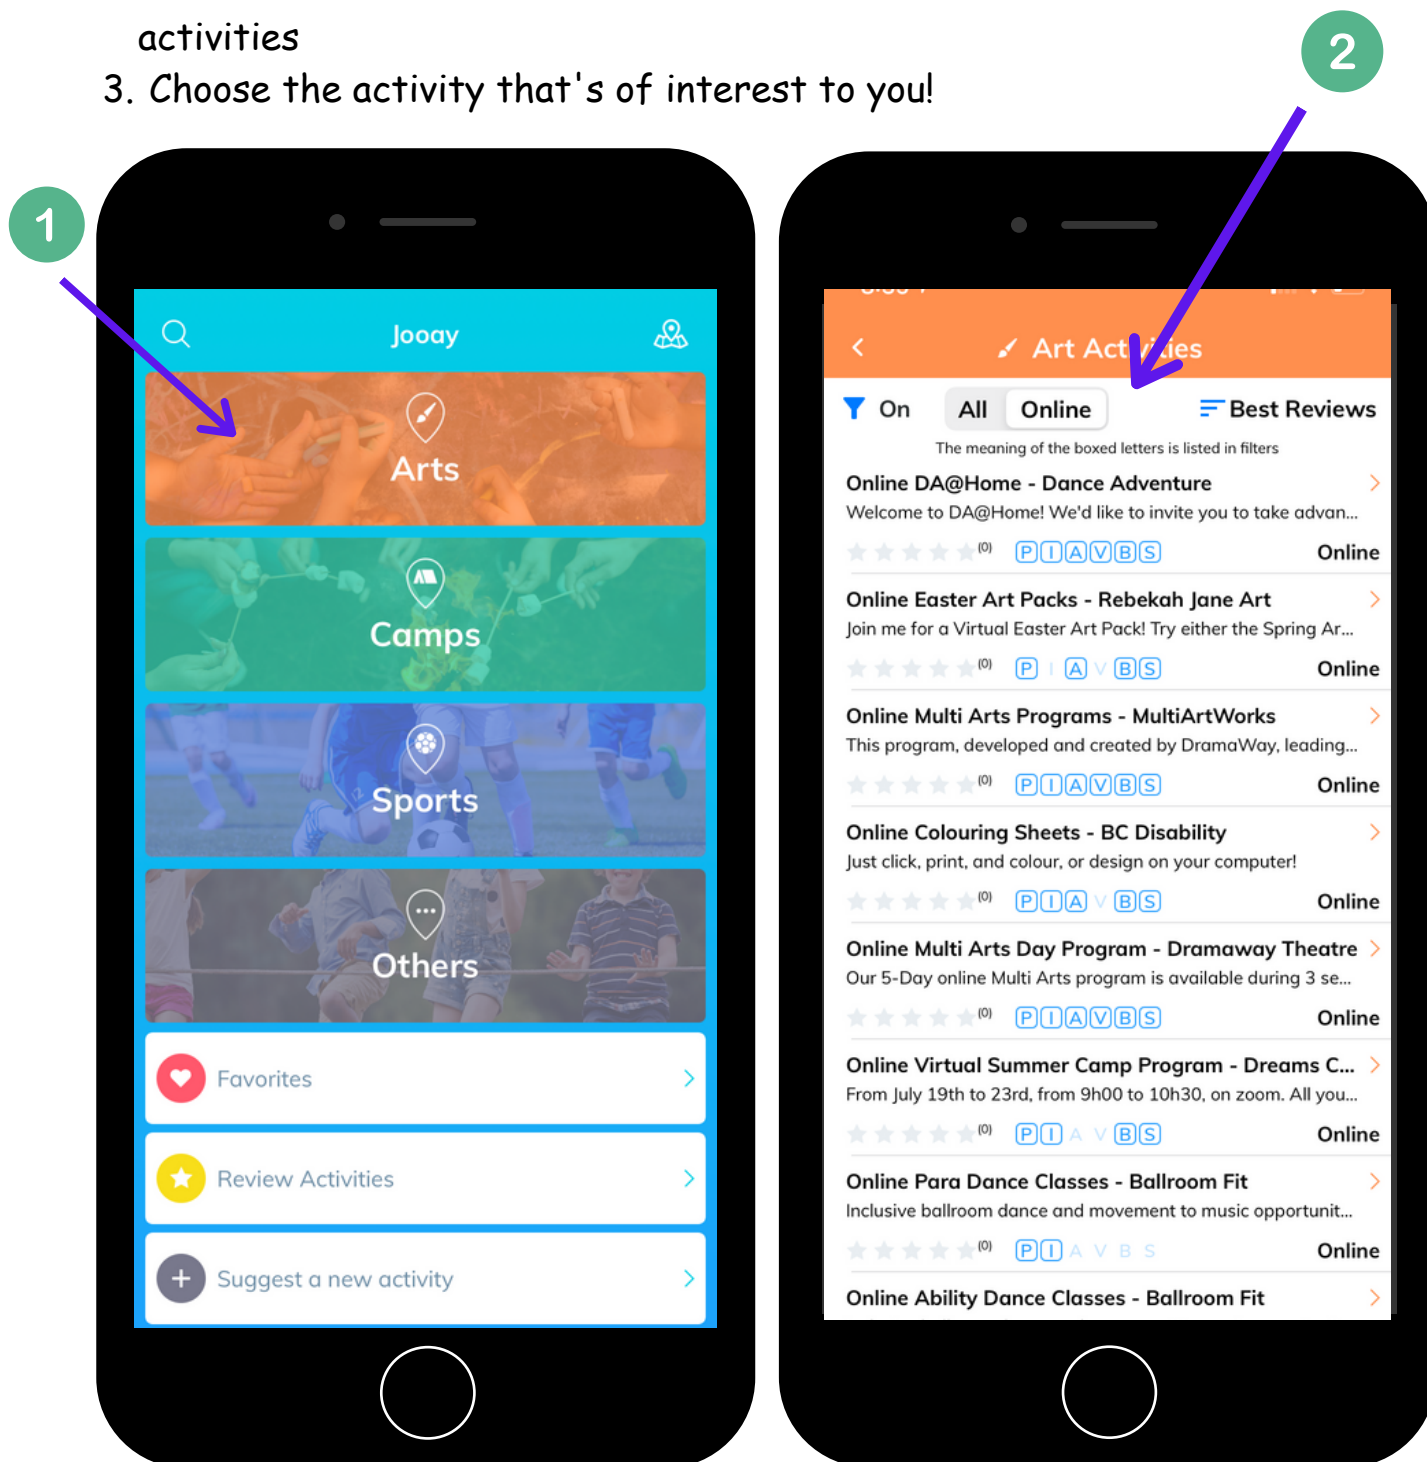 activities
3. Choose the activity that's of interest to you!
2
1
Jooay
Arts
Camps
Sports
Others
Favorites
Review Activities
Suggest a new activity
Art Activities
On All Online Best Reviews
The meaning of the boxed letters is listed in filters
Online DA@Home - Dance Adventure
Welcome to DA@Home! We'd like to invite you to take advan...
(0) P I A V B S Online
Online Easter Art Packs - Rebekah Jane Art
Join me for a Virtual Easter Art Pack! Try either the Spring Ar...
(0) P I A V B S Online
Online Multi Arts Programs - MultiArtWorks
This program, developed and created by DramaWay, leading...
(0) P I A V B S Online
Online Colouring Sheets - BC Disability
Just click, print, and colour, or design on your computer!
(0) P I A V B S Online
Online Multi Arts Day Program - Dramaway Theatre
Our 5-Day online Multi Arts program is available during 3 se...
(0) P I A V B S Online
Online Virtual Summer Camp Program - Dreams C...
From July 19th to 23rd, from 9h00 to 10h30, on zoom. All you...
(0) P I A V B S Online
Online Para Dance Classes - Ballroom Fit
Inclusive ballroom dance and movement to music opportunit...
(0) P I A V B S Online
Online Ability Dance Classes - Ballroom Fit